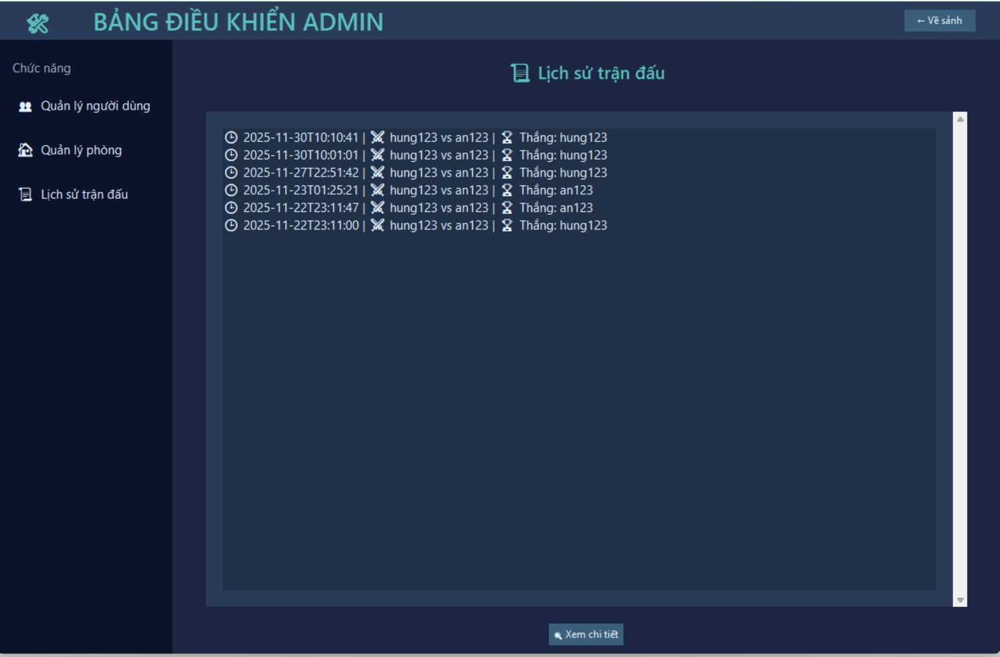 BẢNG ĐIỀU KHIỂN ADMIN
← Về sảnh
Chức năng
Quản lý người dùng
Quản lý phòng
Lịch sử trận đấu
Lịch sử trận đấu
2025-11-30T10:10:41 | hung123 vs an123 | Thắng: hung123
2025-11-30T10:01:01 | hung123 vs an123 | Thắng: hung123
2025-11-27T22:51:42 | hung123 vs an123 | Thắng: hung123
2025-11-23T01:25:21 | hung123 vs an123 | Thắng: an123
2025-11-22T23:11:47 | hung123 vs an123 | Thắng: an123
2025-11-22T23:11:00 | hung123 vs an123 | Thắng: hung123
Xem chi tiết